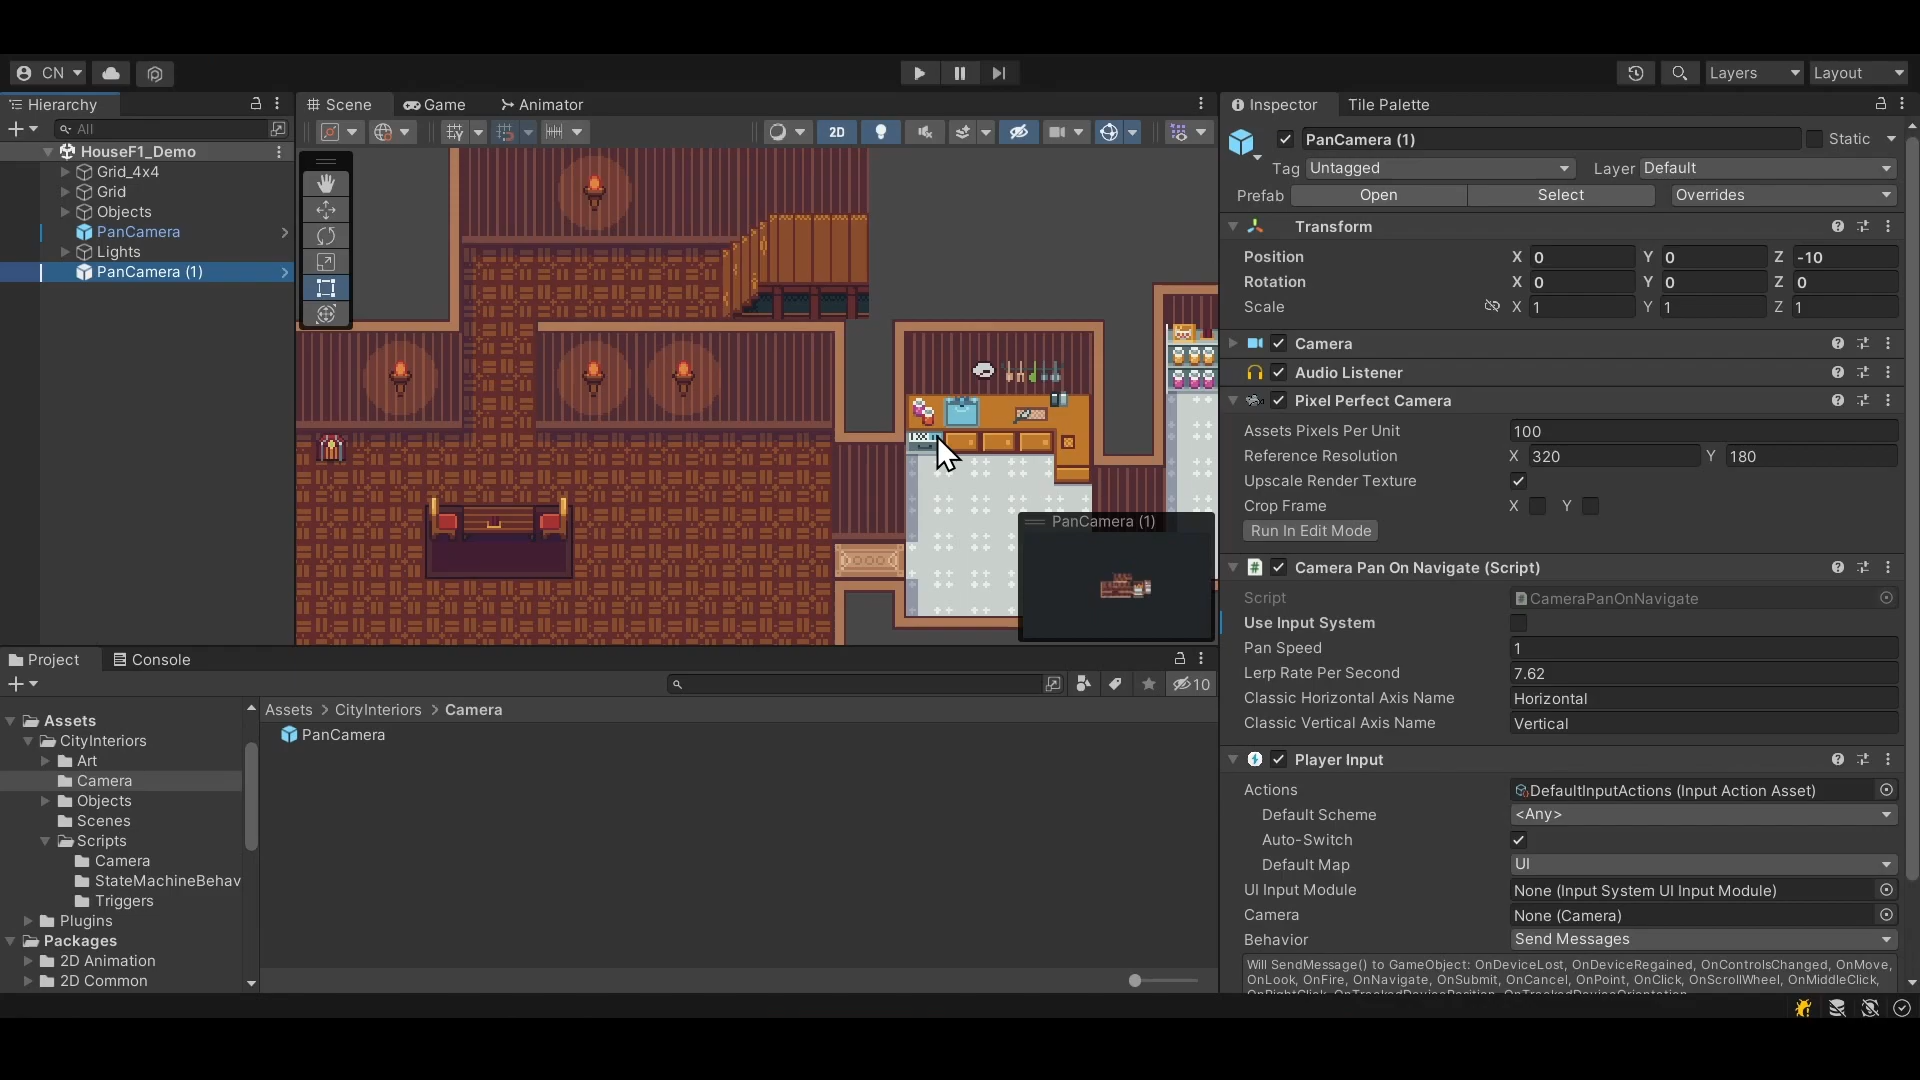 CN
Layers
Layout
Hierarchy
All
HouseF1_Demo
Grid_4x4
Grid
Objects
PanCamera
Lights
PanCamera (1)
Scene
Game
Animator
2D
PanCamera (1)
Inspector
Tile Palette
PanCamera (1)
Static
Tag Untagged
Layer Default
Prefab Open Select Overrides
Transform
Position X 0 Y 0 Z -10
Rotation X 0 Y 0 Z 0
Scale X 1 Y 1 Z 1
Camera
Audio Listener
Pixel Perfect Camera
Assets Pixels Per Unit 100
Reference Resolution X 320 Y 180
Upscale Render Texture
Crop Frame X Y
Run In Edit Mode
Camera Pan On Navigate (Script)
Script CameraPanOnNavigate
Use Input System
Pan Speed 1
Lerp Rate Per Second 7.62
Classic Horizontal Axis Name Horizontal
Classic Vertical Axis Name Vertical
Player Input
Actions DefaultInputActions (Input Action Asset)
Default Scheme <Any>
Auto-Switch
Default Map UI
UI Input Module None (Input System UI Input Module)
Camera None (Camera)
Behavior Send Messages
Will SendMessage() to GameObject: OnDeviceLost, OnDeviceRegained, OnControlsChanged, OnMove,
OnLook, OnFire, OnNavigate, OnSubmit, OnCancel, OnPoint, OnClick, OnScrollWheel, OnMiddleClick,
Project
Console
10
Assets
CityInteriors
Art
Camera
Objects
Scenes
Scripts
Camera
StateMachineBehav
Triggers
Plugins
Packages
2D Animation
2D Common
Assets > CityInteriors > Camera
PanCamera